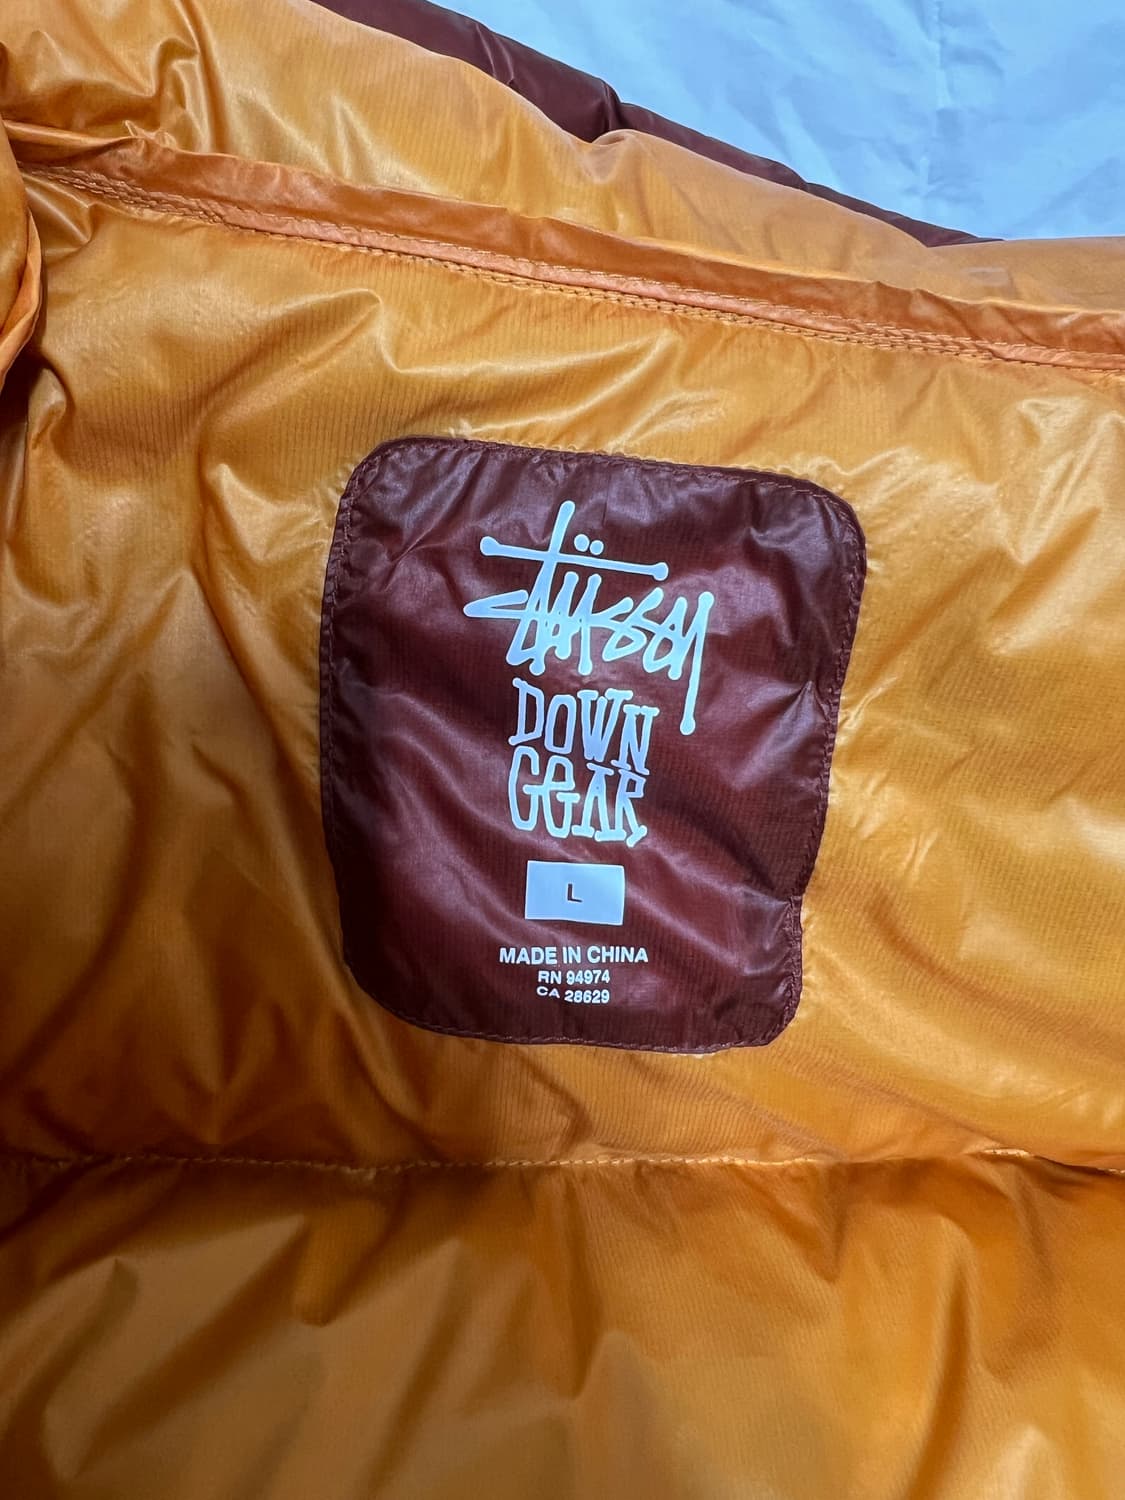 Stüssy
DOWN
GEAR
L
MADE IN CHINA
RN 94974
CA 28629